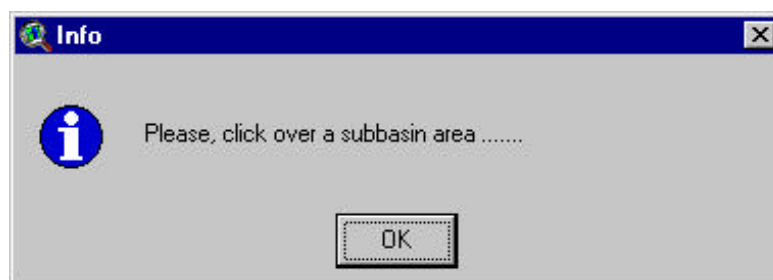 Info
Please, click over a subbasin area .......
OK